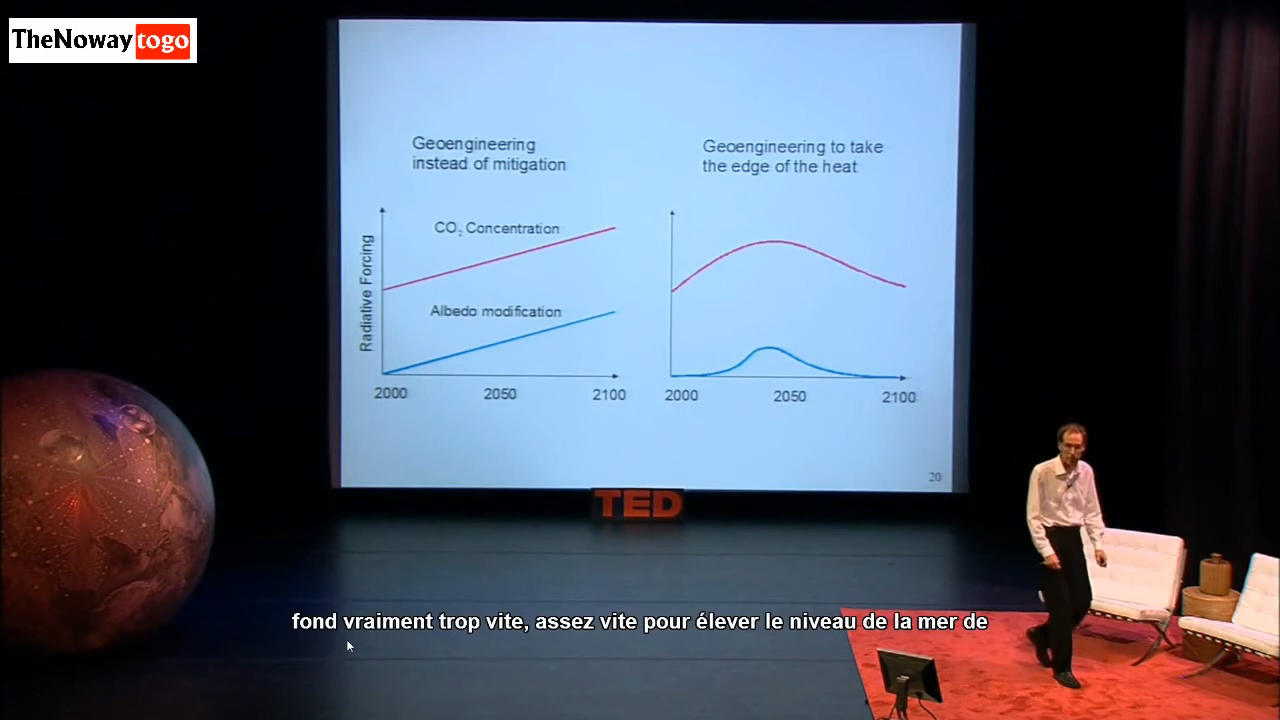 TheNowaytogo
Geoengineering
instead of mitigation
Geoengineering to take
the edge of the heat
CO₂ Concentration
Albedo modification
Radiative Forcing
2000 2050 2100
2000 2050 2100
20
TED
fond vraiment trop vite, assez vite pour élever le niveau de la mer de